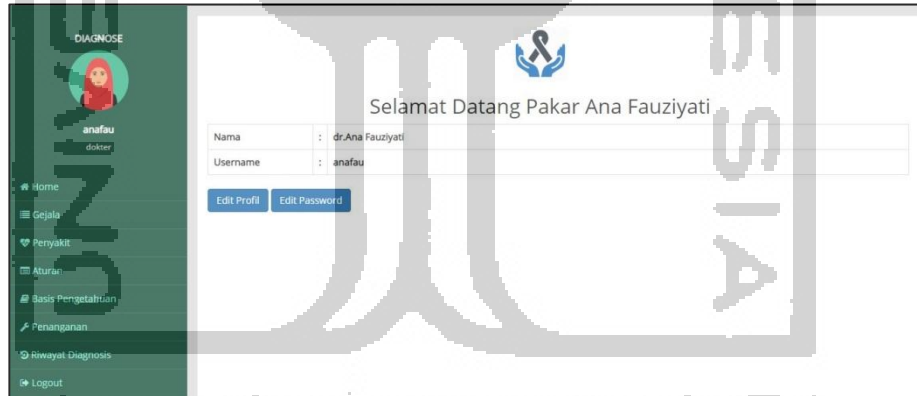 DIAGNOSE
anafau
dokter
Home
Gejala
Penyakit
Aturan
Basis Pengetahuan
Penanganan
Riwayat Diagnosis
Logout
Selamat Datang Pakar Ana Fauziyati
Nama : dr.Ana Fauziyati
Username : anafau
Edit Profil Edit Password